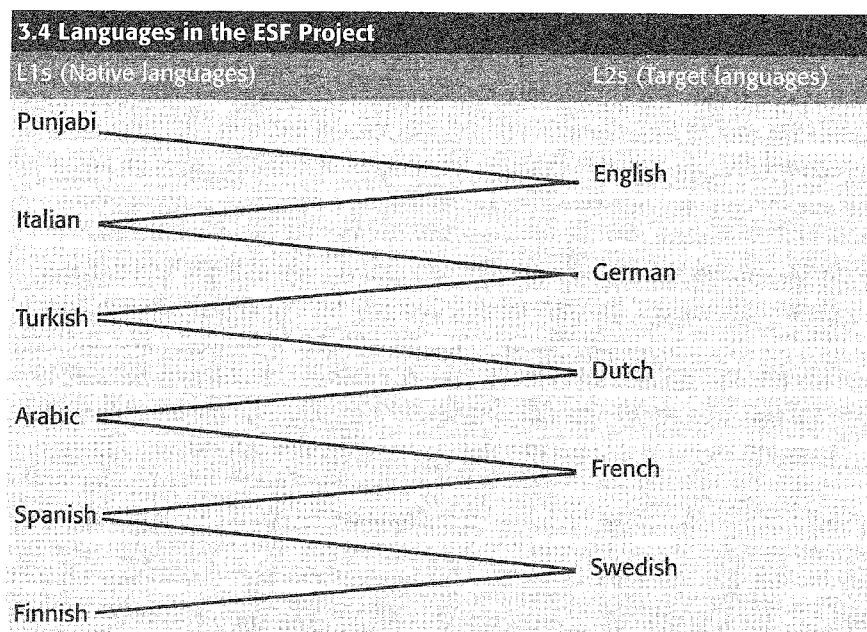 3.4 Languages in the ESF Project
L1s (Native languages) L2s (Target languages)
Punjabi
English
Italian
German
Turkish
Dutch
Arabic
French
Spanish
Swedish
Finnish